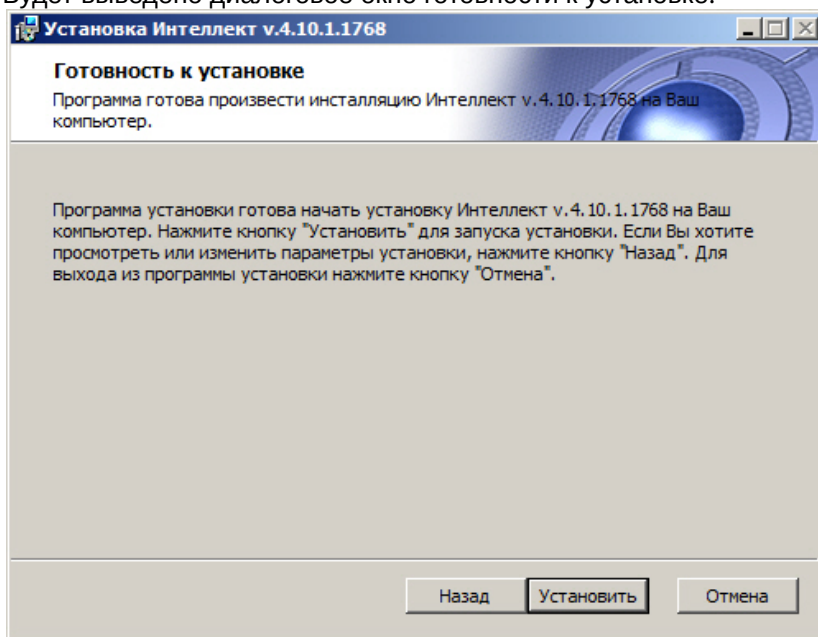 Будет выведено диалоговое окно готовности к установке.
Установка Интеллект v.4.10.1.1768
Готовность к установке
Программа готова произвести инсталляцию Интеллект v.4.10.1.1768 на Ваш
компьютер.
Программа установки готова начать установку Интеллект v.4.10.1.1768 на Ваш
компьютер. Нажмите кнопку "Установить" для запуска установки. Если Вы хотите
просмотреть или изменить параметры установки, нажмите кнопку "Назад". Для
выхода из программы установки нажмите кнопку "Отмена".
Назад Установить Отмена